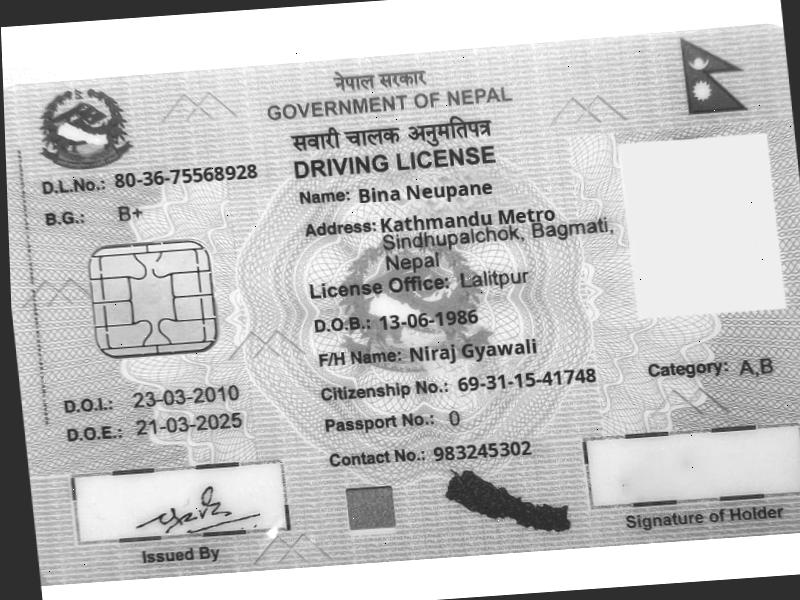 नेपाल सरकार
GOVERNMENT OF NEPAL
सवारी चालक अनुमतिपत्र
DRIVING LICENSE
D.L.No.: 80-36-75568928
B.G.: B+
Name: Bina Neupane
Address: Kathmandu Metro
Sindhupalchok, Bagmati,
Nepal
License Office: Lalitpur
D.O.B.: 13-06-1986
F/H Name: Niraj Gyawali
Citizenship No.: 69-31-15-41748
Category: A,B
D.O.I.: 23-03-2010
Passport No.: 0
D.O.E.: 21-03-2025
Contact No.: 983245302
Issued By
Signature of Holder